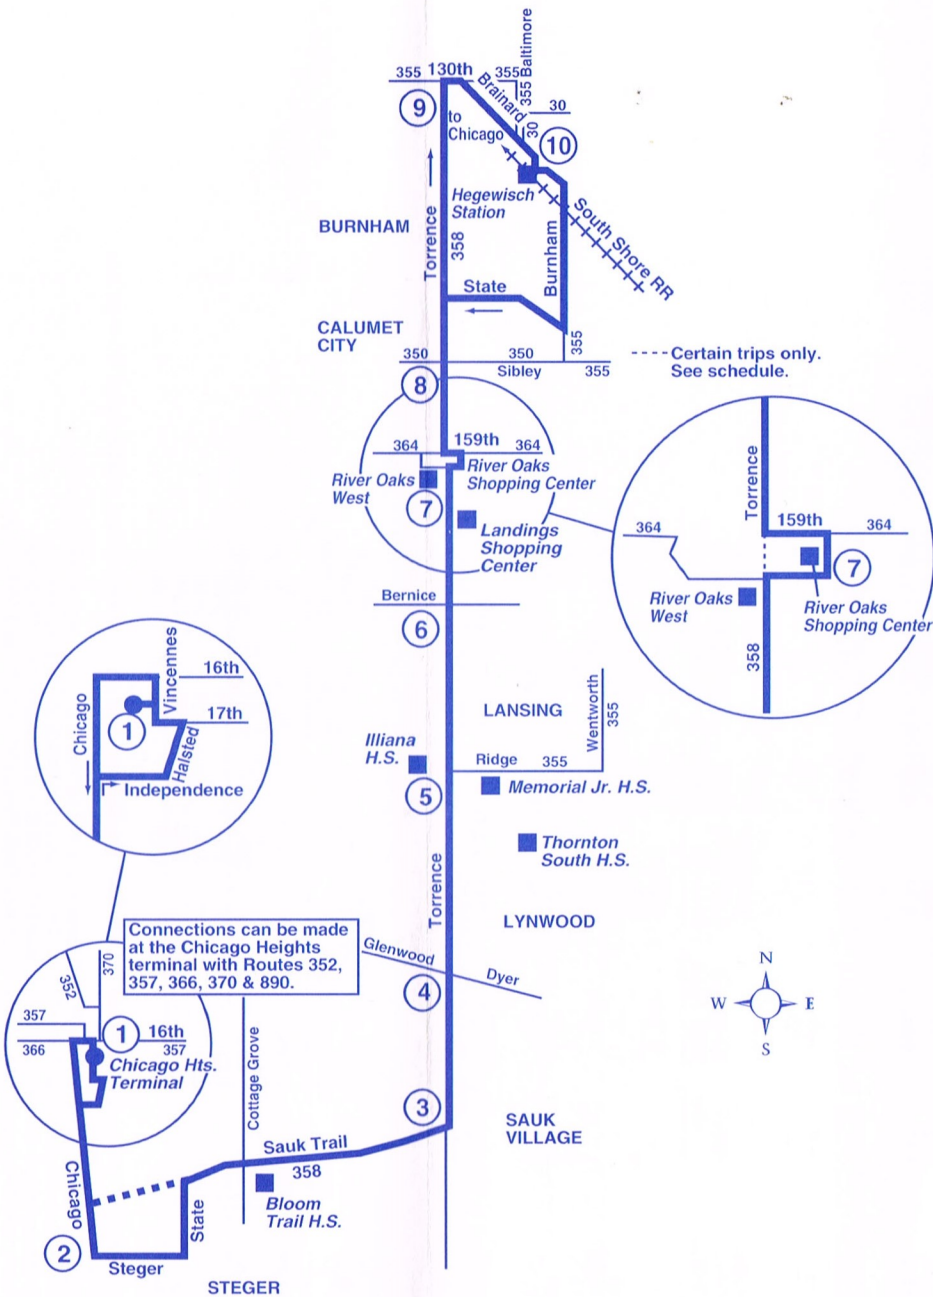 355 130th 355
355 Baltimore
Brainard
30
30
9
to
Chicago
10
Hegewisch
Station
South Shore RR
BURNHAM
Torrence
358
Burnham
State
CALUMET
CITY
355
350 350
Sibley 355
----Certain trips only.
See schedule.
8
364 159th 364
River Oaks
West
River Oaks
Shopping Center
7
Landings
Shopping
Center
Torrence
159th
364
364
7
River Oaks
West
River Oaks
Shopping Center
358
Bernice
6
Vincennes
16th
Chicago
1
17th
Halsted
Independence
LANSING
Wentworth
355
Illiana
H.S.
Ridge 355
5
Memorial Jr. H.S.
Thornton
South H.S.
Torrence
LYNWOOD
Connections can be made
at the Chicago Heights
terminal with Routes 352,
357, 366, 370 & 890.
Glenwood
Dyer
4
N
W E
S
352
370
357
366
1
16th
357
Chicago Hts.
Terminal
Cottage Grove
3
SAUK
VILLAGE
Sauk Trail
358
Chicago
State
Bloom
Trail H.S.
2
Steger
STEGER